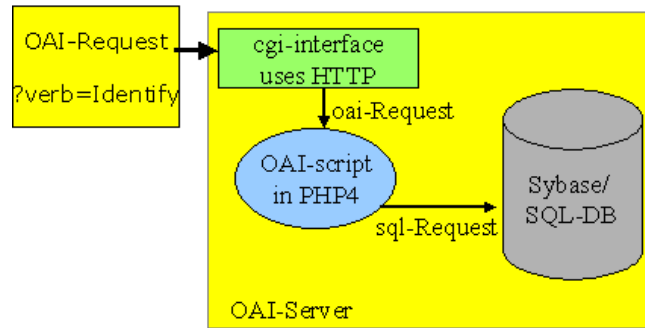 OAI-Request
?verb=Identify
cgi-interface
uses HTTP
oai-Request
OAI-script
in PHP4
sql-Request
Sybase/
SQL-DB
OAI-Server